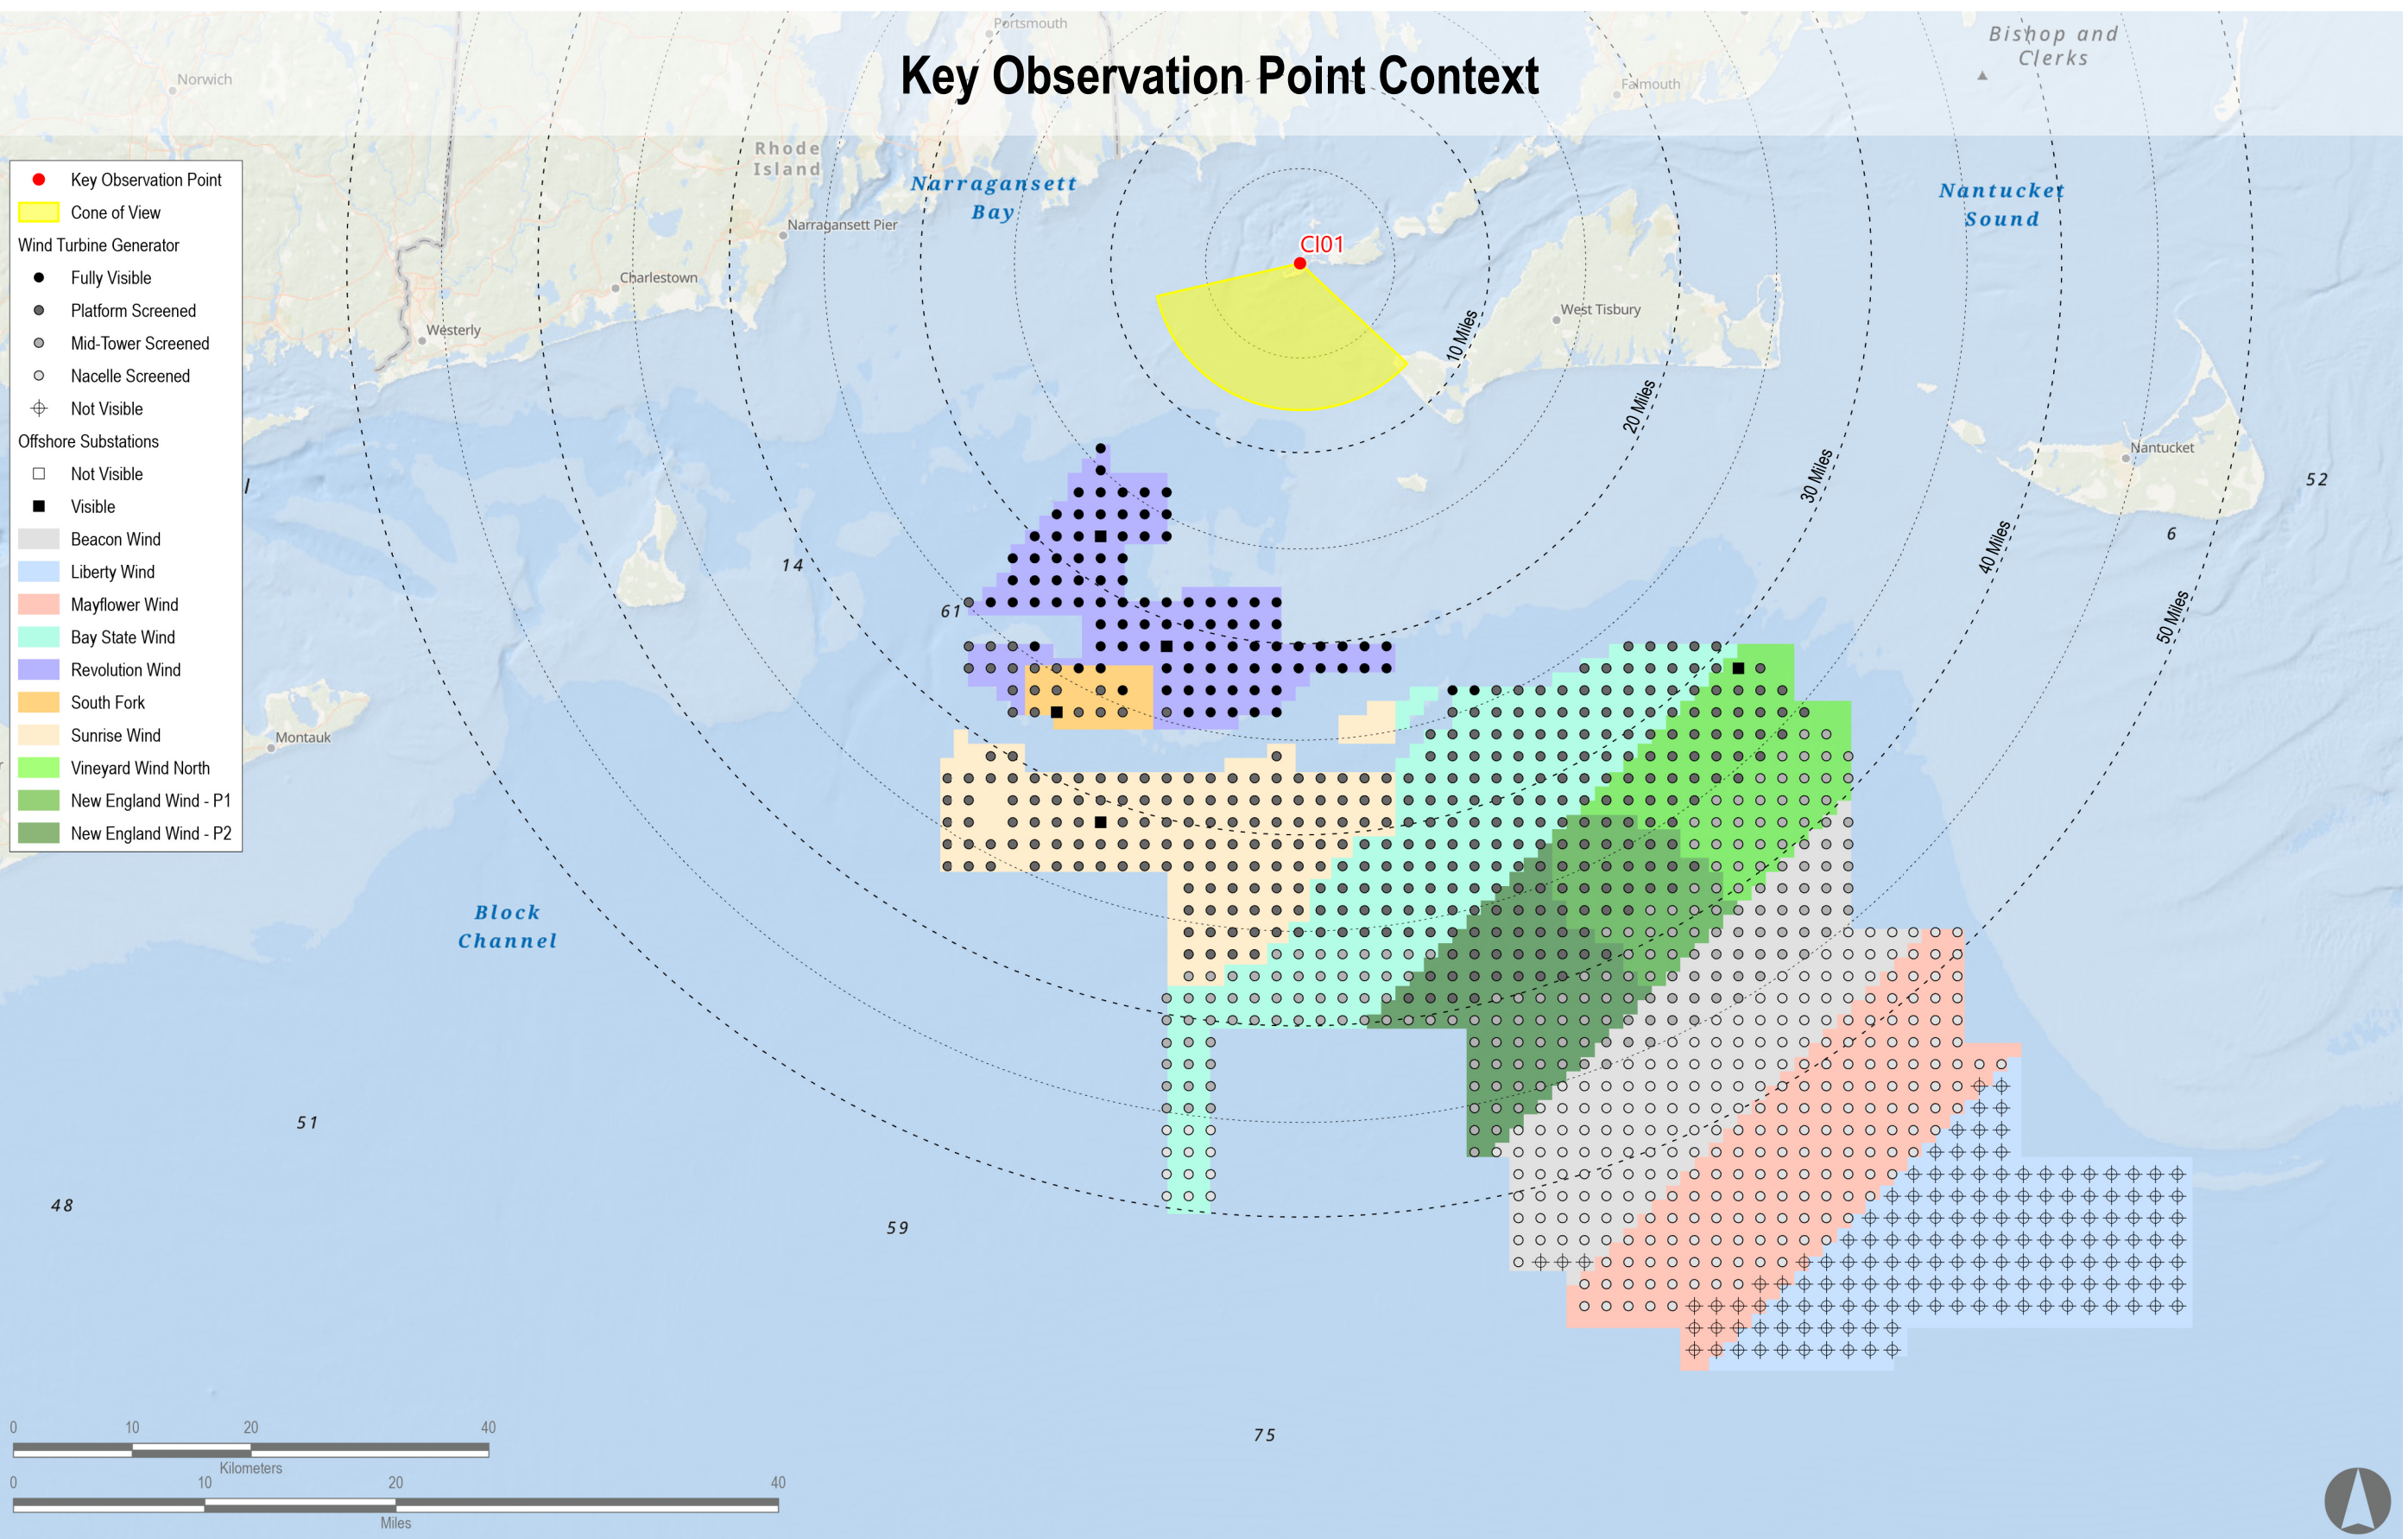 Key Observation Point Context
Portsmouth
Bishop and
Clerks
Norwich
Falmouth
Rhode
Island
Narragansett
Bay
Nantucket
Sound
Narragansett Pier
CI01
Charlestown
West Tisbury
Westerly
10 Miles
20 Miles
30 Miles
40 Miles
50 Miles
Nantucket
52
6
14
61
Montauk
Block
Channel
51
48
59
75
Key Observation Point
Cone of View
Wind Turbine Generator
Fully Visible
Platform Screened
Mid-Tower Screened
Nacelle Screened
Not Visible
Offshore Substations
Not Visible
Visible
Beacon Wind
Liberty Wind
Mayflower Wind
Bay State Wind
Revolution Wind
South Fork
Sunrise Wind
Vineyard Wind North
New England Wind - P1
New England Wind - P2
0 10 20 40
Kilometers
0 10 20 40
Miles